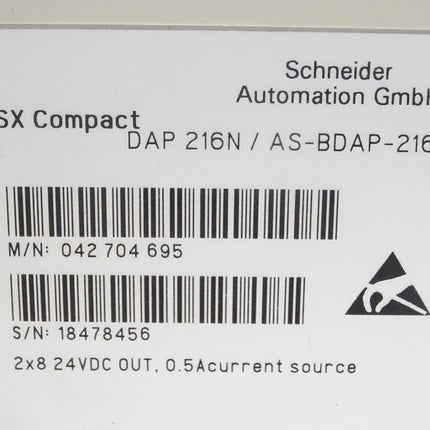 Schneider
Automation GmbH
SX Compact
DAP 216N / AS-BDAP-216
M/N: 042 704 695
S/N: 18478456
2x8 24VDC OUT, 0.5Acurrent source